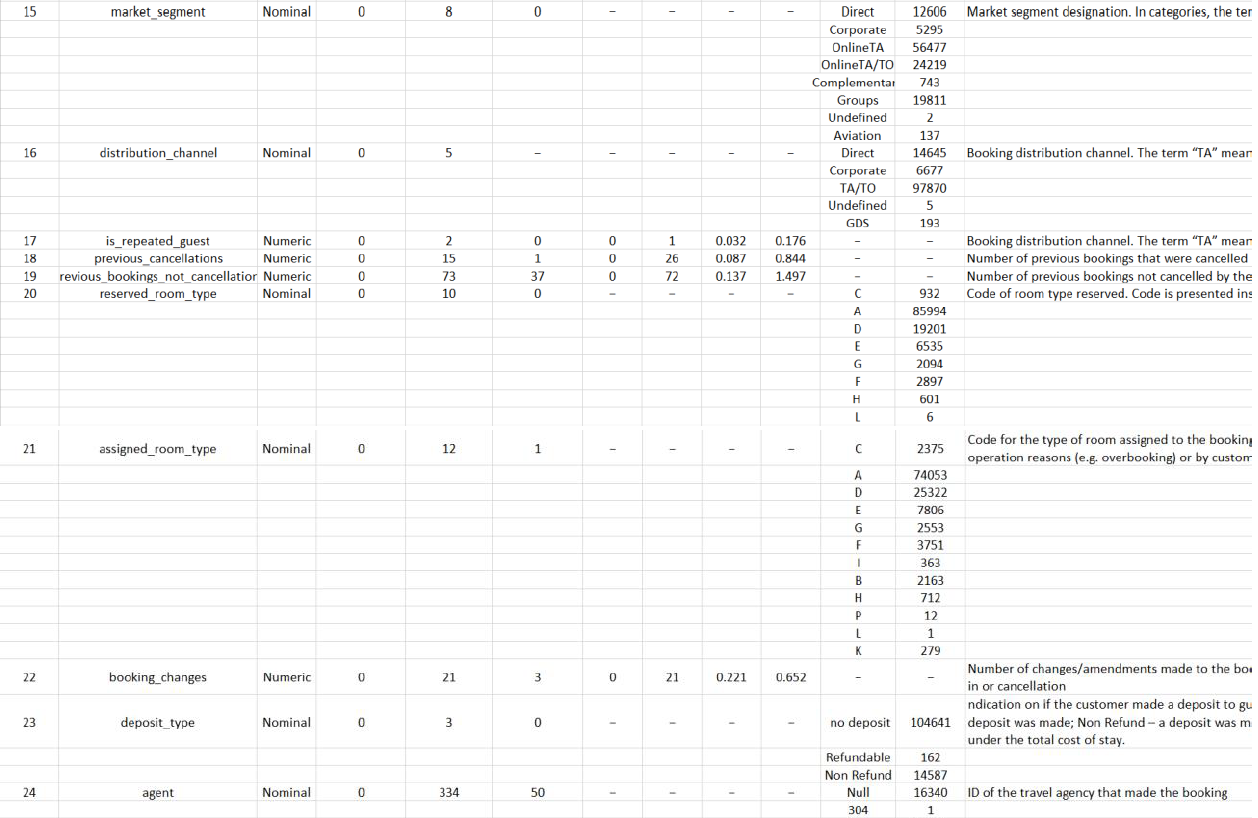 15 market_segment Nominal 0 8 0 – – – – Direct 12606 Market segment designation. In categories, the ter
Corporate 5295
OnlineTA 56477
OnlineTA/TO 24219
Complementar 743
Groups 19811
Undefined 2
Aviation 137
16 distribution_channel Nominal 0 5 – – – – – Direct 14645 Booking distribution channel. The term “TA” mean
Corporate 6677
TA/TO 97870
Undefined 5
GDS 193
17 is_repeated_guest Numeric 0 2 0 0 1 0.032 0.176 – – Booking distribution channel. The term “TA” mean
18 previous_cancellations Numeric 0 15 1 0 26 0.087 0.844 – – Number of previous bookings that were cancelled
19 revious_bookings_not_cancellation Numeric 0 73 37 0 72 0.137 1.497 – – Number of previous bookings not cancelled by the
20 reserved_room_type Nominal 0 10 0 – – – – C 932 Code of room type reserved. Code is presented ins
A 85994
D 19201
E 6535
G 2094
F 2897
H 601
L 6
21 assigned_room_type Nominal 0 12 1 – – – – C 2375 Code for the type of room assigned to the booking
operation reasons (e.g. overbooking) or by custom
A 74053
D 25322
E 7806
G 2553
F 3751
I 363
B 2163
H 712
P 12
L 1
K 279
22 booking_changes Numeric 0 21 3 0 21 0.221 0.652 – – Number of changes/amendments made to the boo
in or cancellation
23 deposit_type Nominal 0 3 0 – – – – no deposit 104641 ndication on if the customer made a deposit to gu
deposit was made; Non Refund – a deposit was m
under the total cost of stay.
Refundable 162
Non Refund 14587
24 agent Nominal 0 334 50 – – – – Null 16340 ID of the travel agency that made the booking
304 1